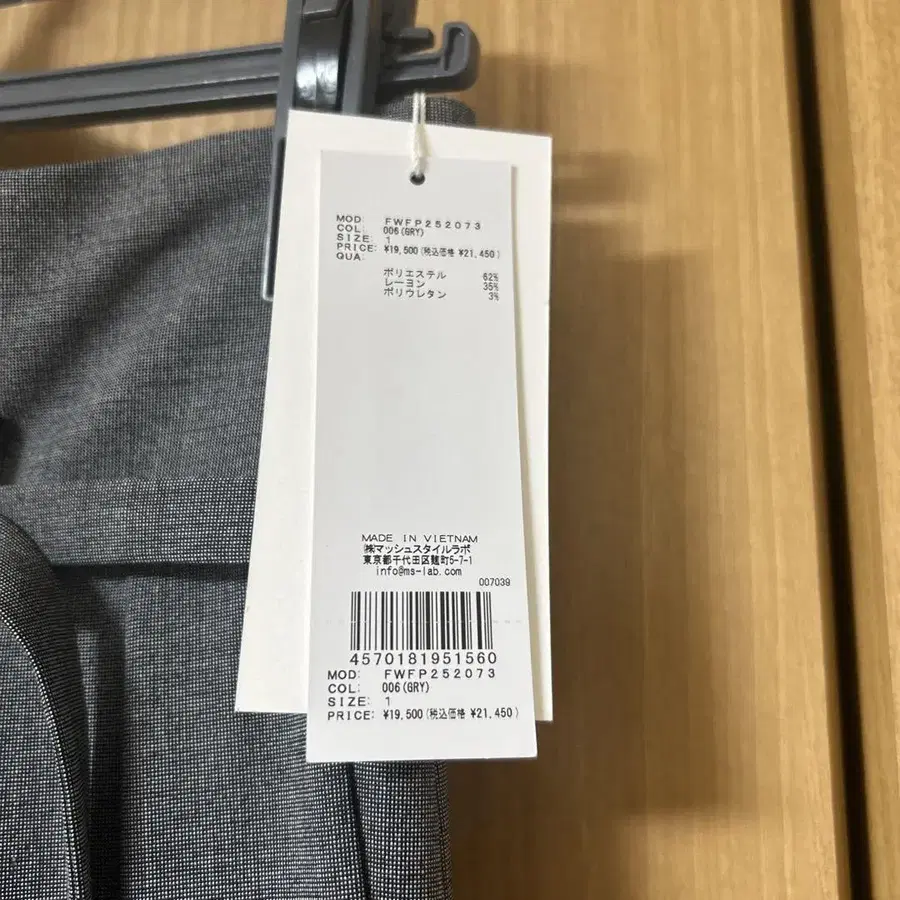 MOD: FWFP252073
COL: 006(GRY)
SIZE: 1
PRICE: ¥19,500(税込価格 ¥21,450)
QUA:
ポリエステル 62%
レーヨン 35%
ポリウレタン 3%
MADE IN VIETNAM
㈱マッシュスタイルラボ
東京都千代田区麹町5-7-1
info@ms-lab.com
007039
4570181951560
MOD: FWFP252073
COL: 006(GRY)
SIZE: 1
PRICE: ¥19,500(税込価格 ¥21,450)